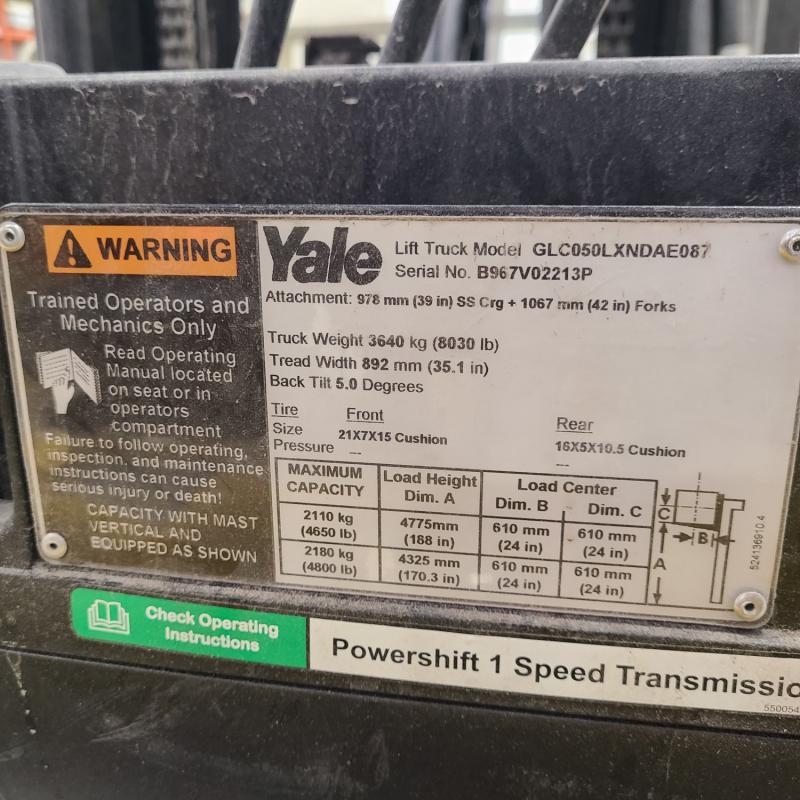 WARNING
Trained Operators and
Mechanics Only
Read Operating
Manual located
on seat or in
operators
compartment
Failure to follow operating,
inspection, and maintenance
instructions can cause
serious injury or death!
CAPACITY WITH MAST
VERTICAL AND
EQUIPPED AS SHOWN
Yale
Lift Truck Model GLC050LXNDAE087
Serial No. B967V02213P
Attachment: 978 mm (39 in) SS Crg + 1067 mm (42 in) Forks
Truck Weight 3640 kg (8030 lb)
Tread Width 892 mm (35.1 in)
Back Tilt 5.0 Degrees
Tire Front Rear
Size 21X7X15 Cushion 16X5X10.5 Cushion
Pressure --- ---
MAXIMUM CAPACITY Load Height Dim. A Load Center Dim. B Dim. C
2110 kg (4650 lb) 4775mm (188 in) 610 mm (24 in) 610 mm (24 in)
2180 kg (4800 lb) 4325 mm (170.3 in) 610 mm (24 in) 610 mm (24 in)
C
B
A
524136910.4
Check Operating
Instructions
Powershift 1 Speed Transmissio
550054